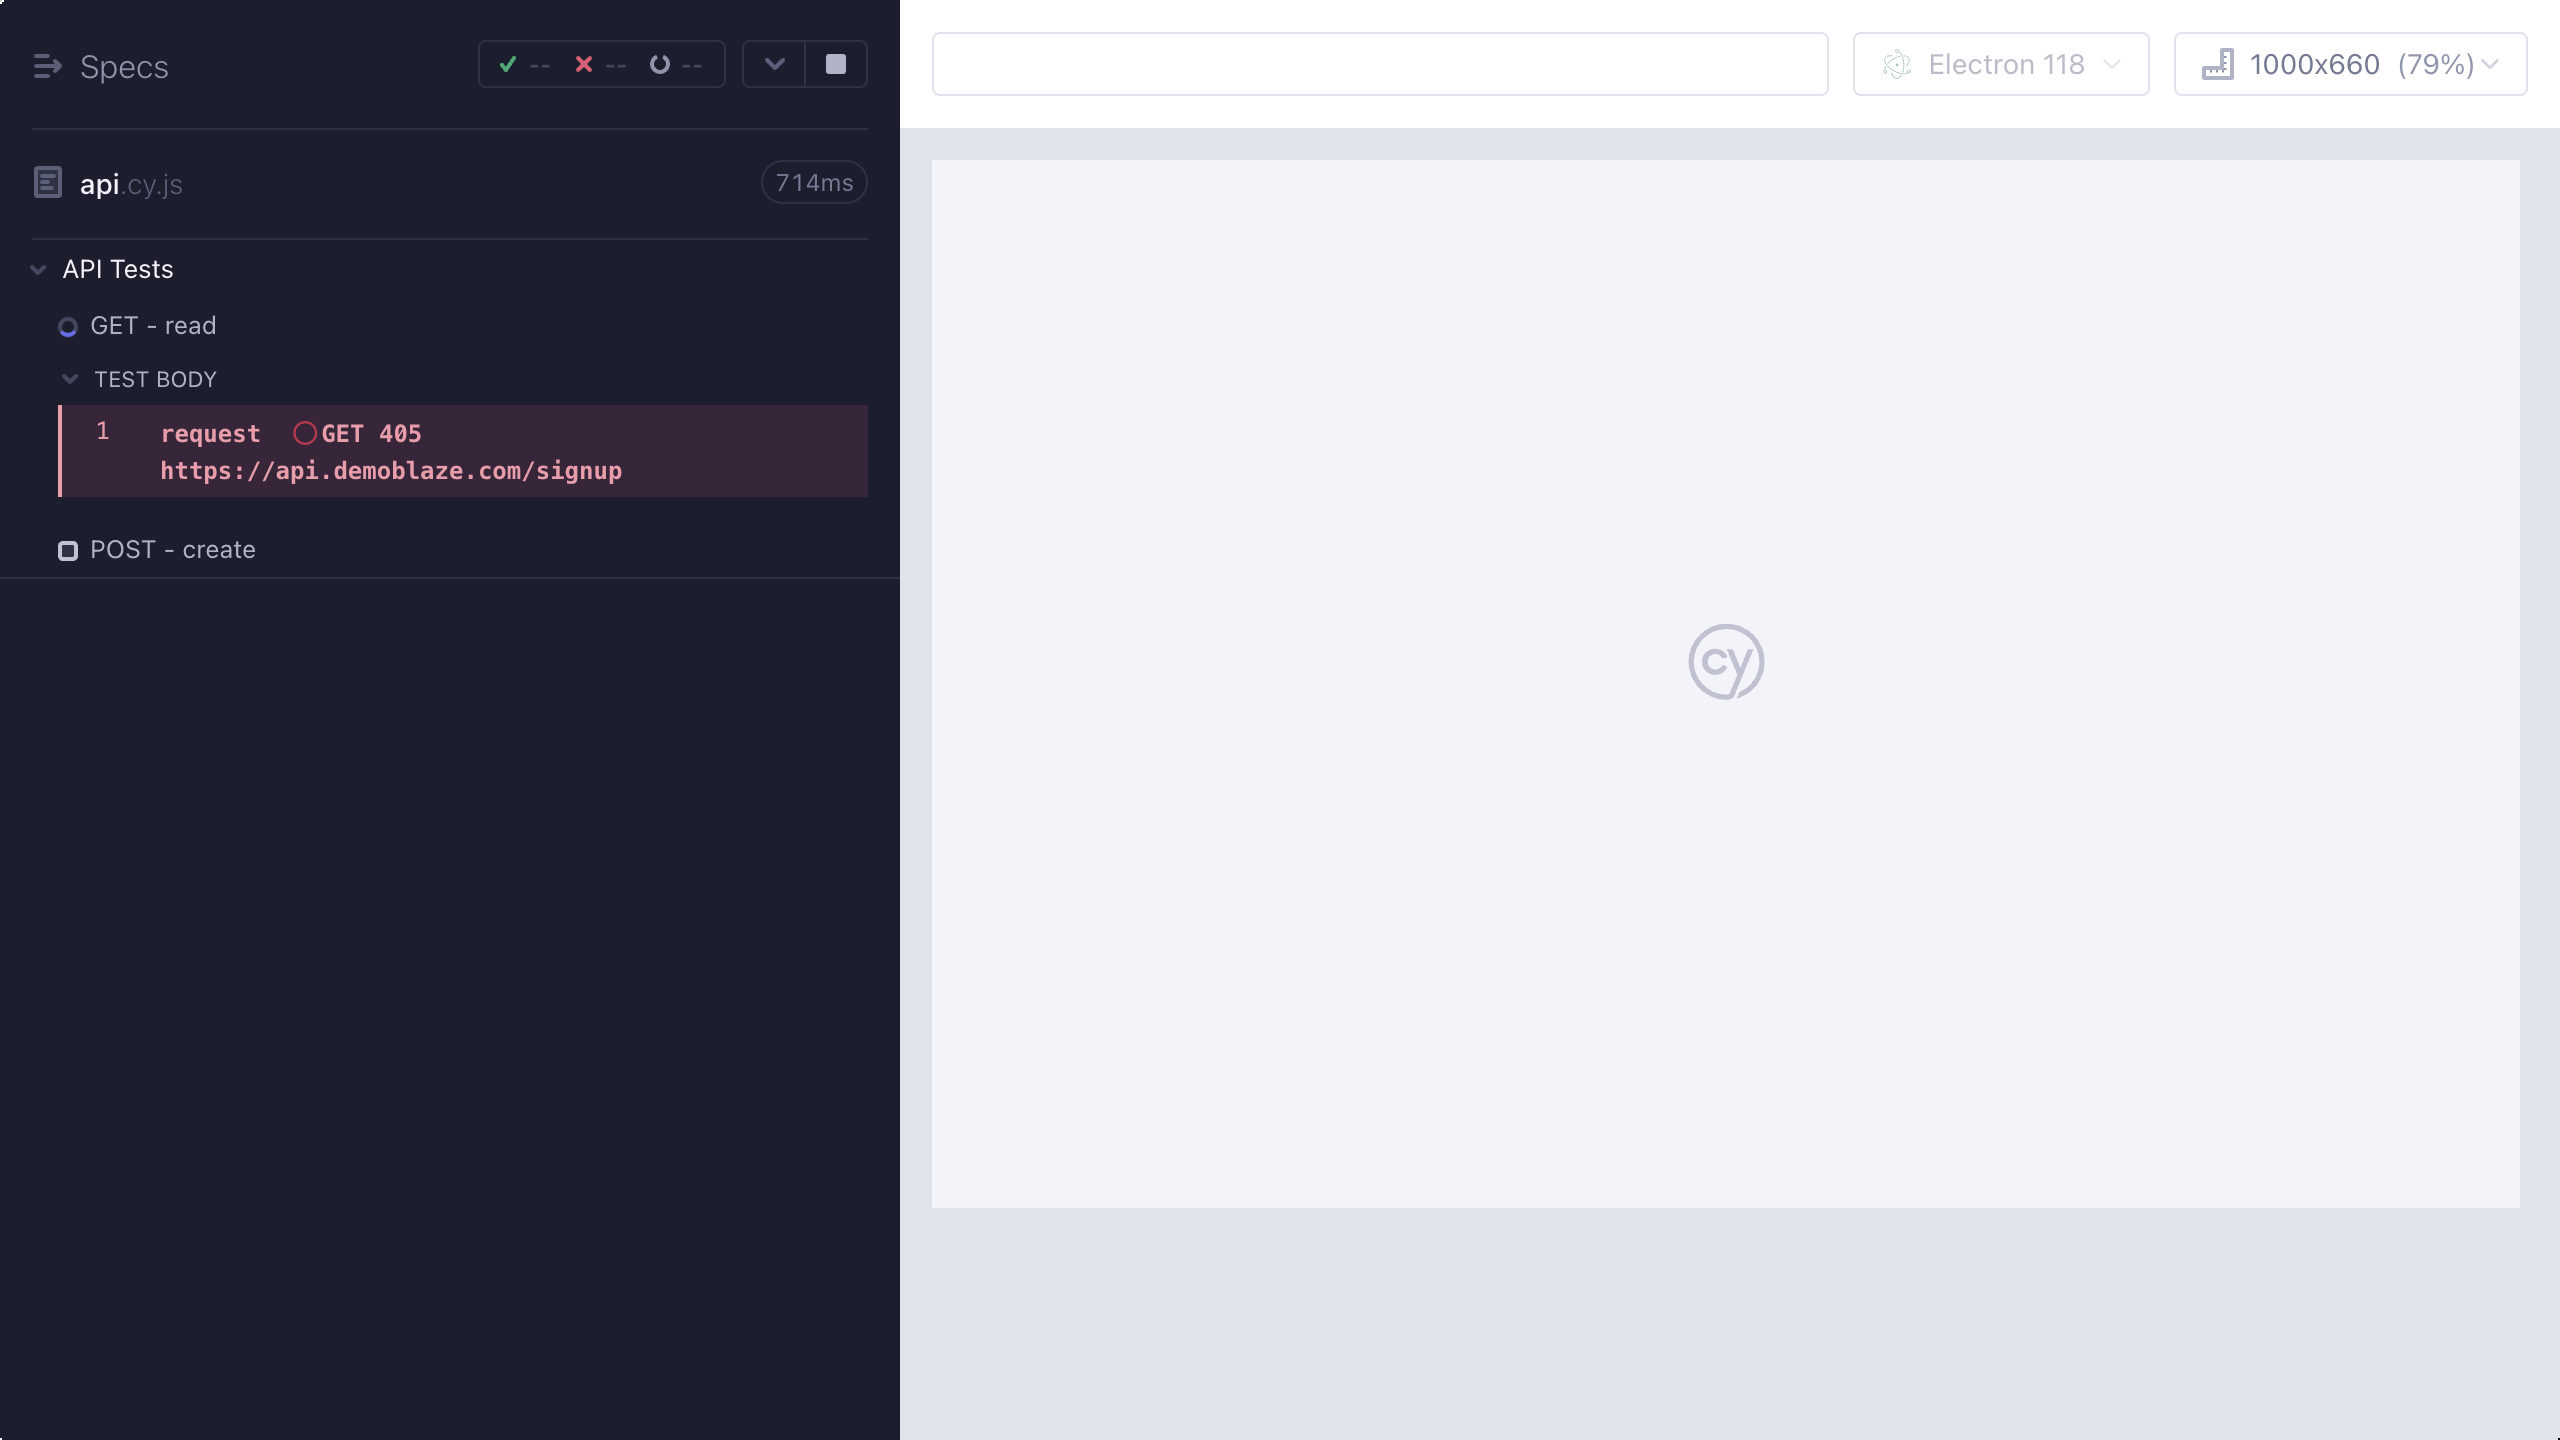 Specs
-- -- --
Electron 118
1000x660 (79%)
api.cy.js
714ms
API Tests
GET - read
TEST BODY
1 request GET 405
https://api.demoblaze.com/signup
POST - create
cy